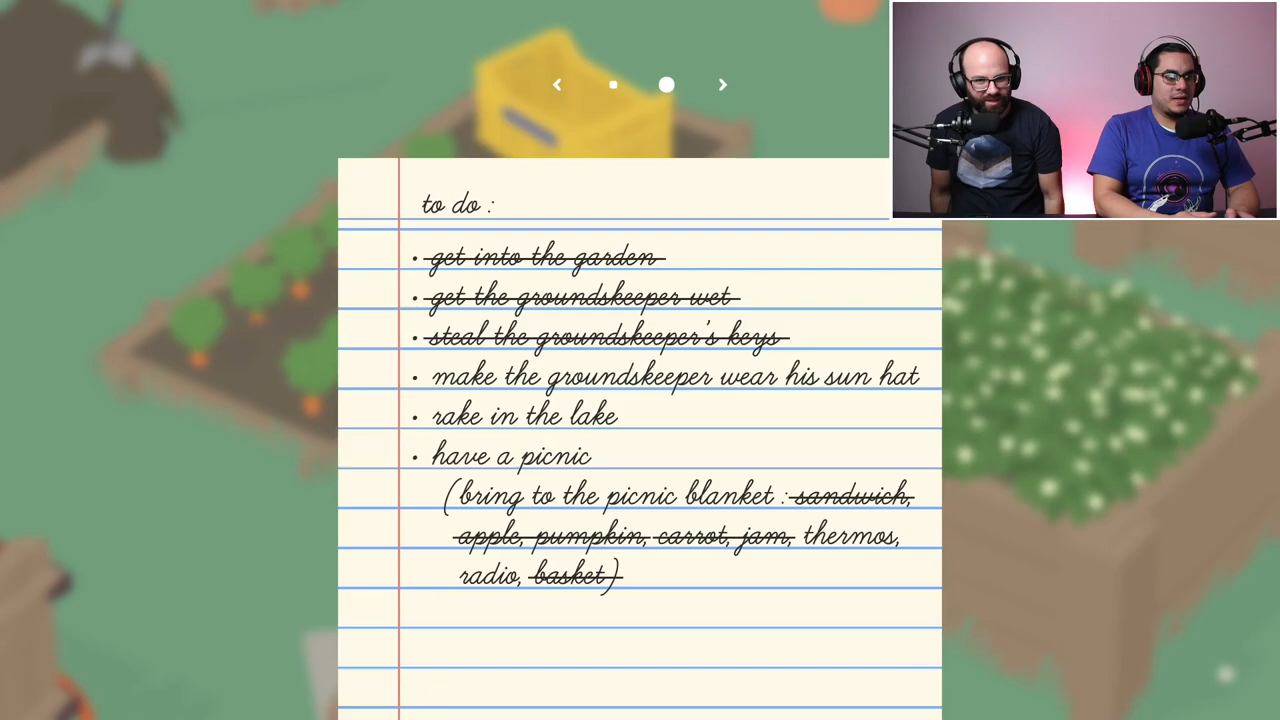 to do :
• get into the garden
• get the groundskeeper wet
• steal the groundskeeper's keys
• make the groundskeeper wear his sun hat
• rake in the lake
• have a picnic
(bring to the picnic blanket : sandwich,
apple, pumpkin, carrot, jam, thermos,
radio, basket)